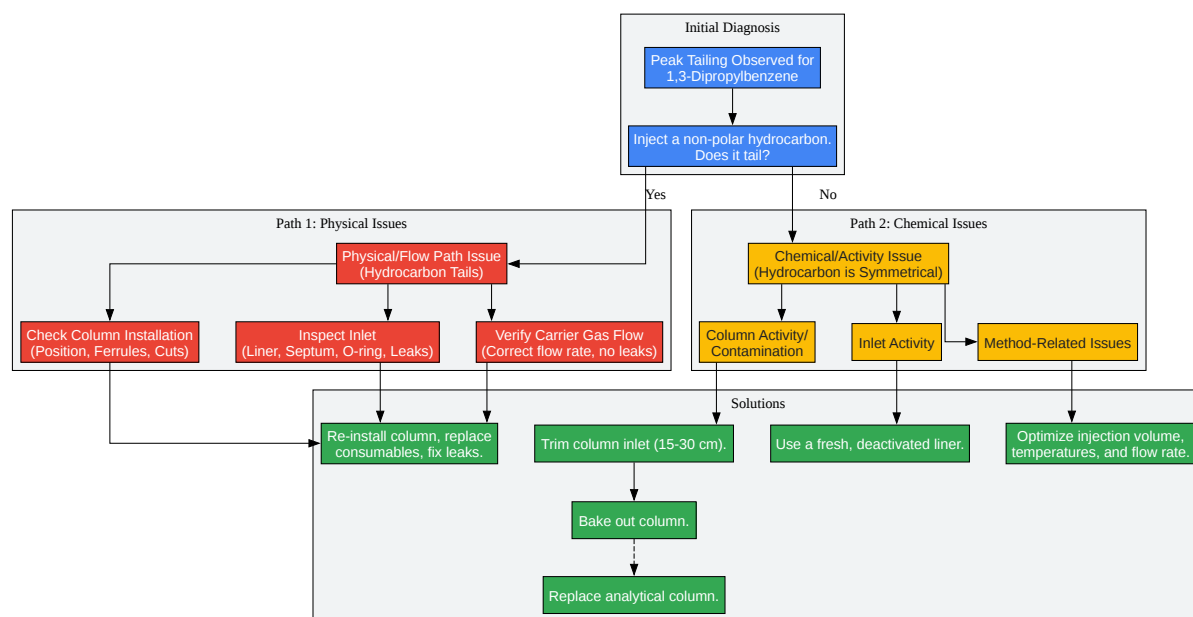 Initial Diagnosis
Peak Tailing Observed for
1,3-Dipropylbenzene
Inject a non-polar hydrocarbon.
Does it tail?
Yes
No
Path 1: Physical Issues
Physical/Flow Path Issue
(Hydrocarbon Tails)
Check Column Installation
(Position, Ferrules, Cuts)
Inspect Inlet
(Liner, Septum, O-ring, Leaks)
Verify Carrier Gas Flow
(Correct flow rate, no leaks)
Path 2: Chemical Issues
Chemical/Activity Issue
(Hydrocarbon is Symmetrical)
Column Activity/
Contamination
Inlet Activity
Method-Related Issues
Solutions
Re-install column, replace
consumables, fix leaks.
Trim column inlet (15-30 cm).
Use a fresh, deactivated liner.
Optimize injection volume,
temperatures, and flow rate.
Bake out column.
Replace analytical column.